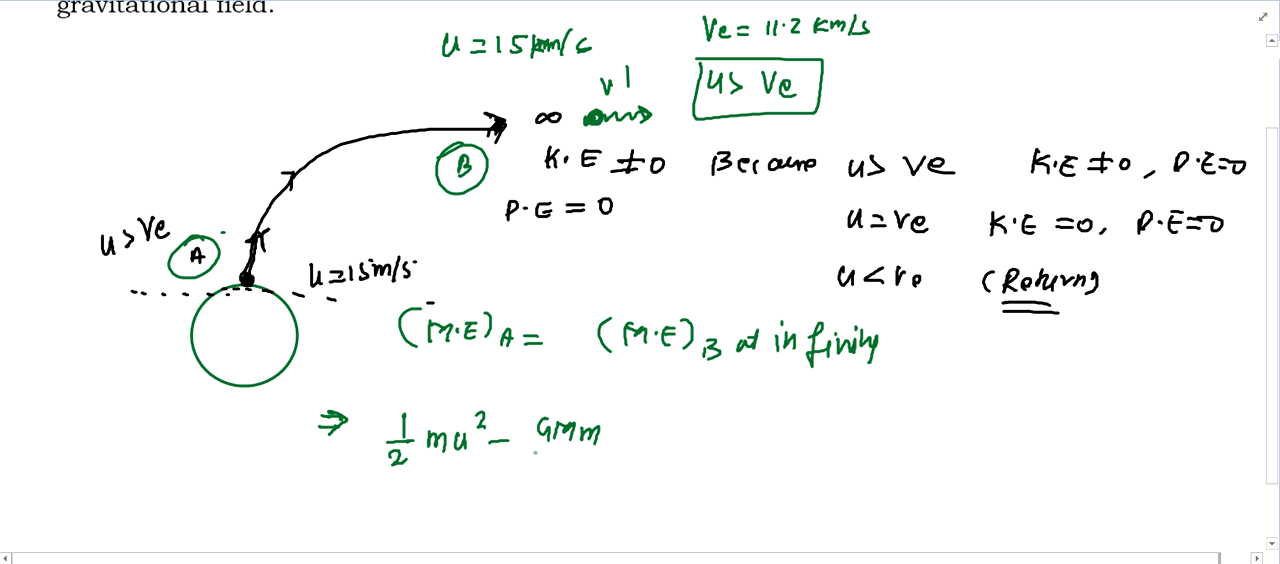 gravitational field.
u = 15 km/s
Ve = 11.2 km/s
v'
u > Ve
∞
B
K.E ≠ 0 Because u > ve K.E ≠ 0, P.E = 0
P.E = 0
u = ve K.E = 0, P.E = 0
u > Ve
A
u = 15 m/s
u < ve (Return)
(M.E)A = (M.E)B at infinity
⇒ 1/2 mu² - GMm